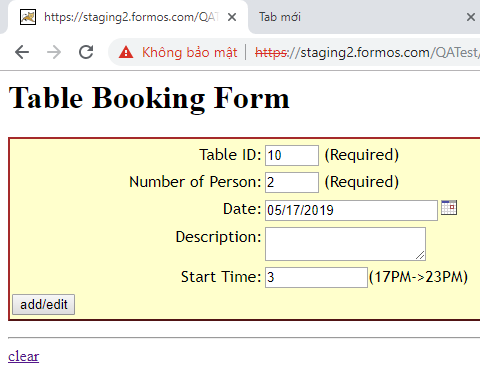 https://staging2.formos.com/QAT
Tab mới
Không bảo mật
https://staging2.formos.com/QATest/
Table Booking Form
Table ID: 10 (Required)
Number of Person: 2 (Required)
Date: 05/17/2019
Description:
Start Time: 3 (17PM->23PM)
add/edit
clear